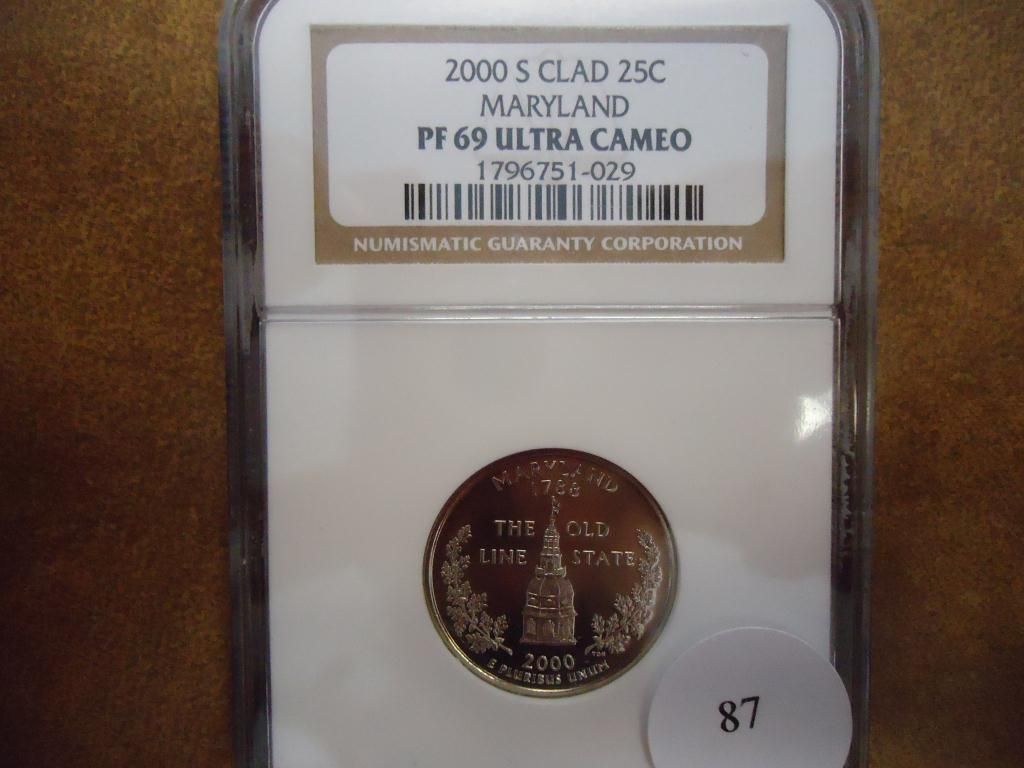 2000 S CLAD 25C
MARYLAND
PF 69 ULTRA CAMEO
1796751-029
NUMISMATIC GUARANTY CORPORATION
MARYLAND
1788
THE OLD
LINE STATE
2000
E PLURIBUS UNUM
87